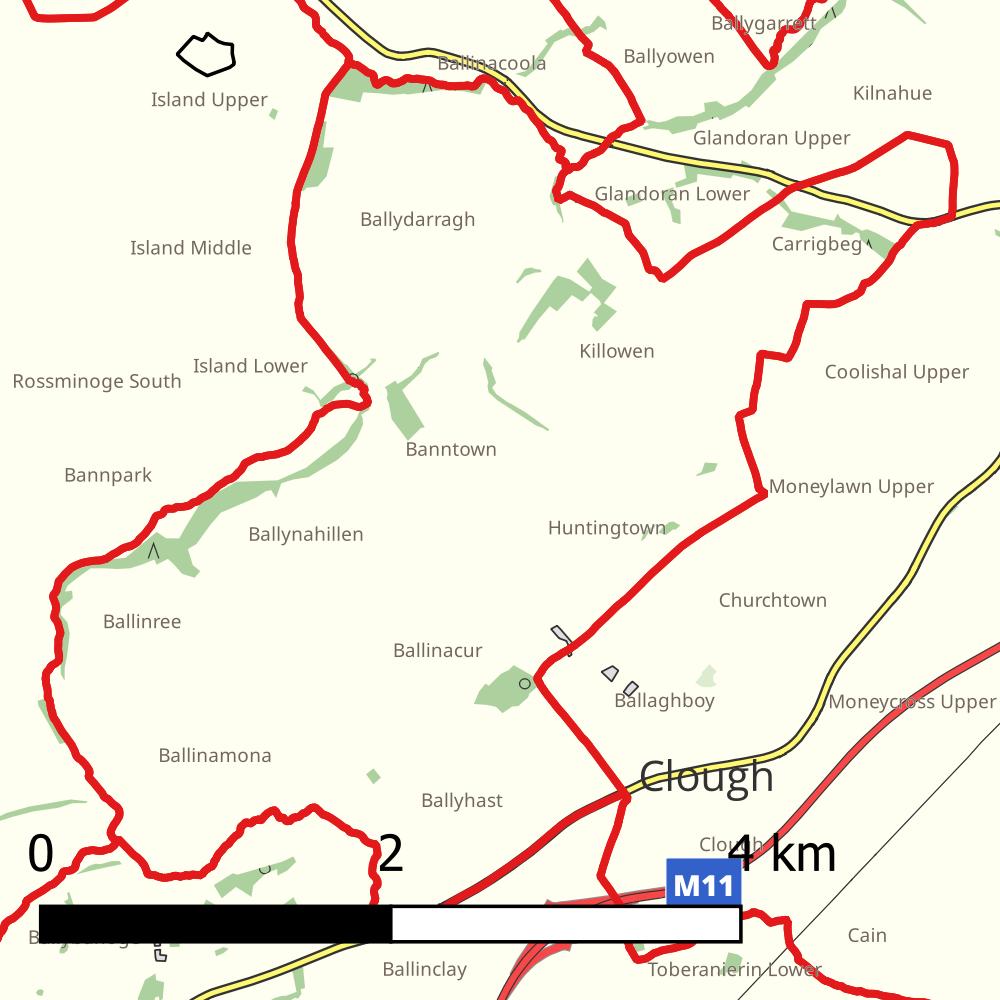 Ballygarrett
Ballyowen
Ballinacoola
Island Upper
Kilnahue
Glandoran Upper
Glandoran Lower
Ballydarragh
Island Middle
Carrigbeg
Killowen
Island Lower
Rossminoge South
Coolishal Upper
Banntown
Bannpark
Moneylawn Upper
Huntingtown
Ballynahillen
Churchtown
Ballinree
Ballinacur
Ballaghboy
Moneycross Upper
Ballinamona
Clough
Ballyhast
Clough
0 2 4 km
M11
Cain
Ballinclay
Toberanierin Lower